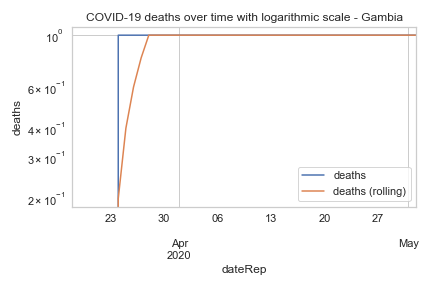 COVID-19 deaths over time with logarithmic scale - Gambia
10⁰
6 × 10⁻¹
4 × 10⁻¹
3 × 10⁻¹
2 × 10⁻¹
deaths
deaths
deaths (rolling)
23 30 06 13 20 27
Apr May
2020
dateRep